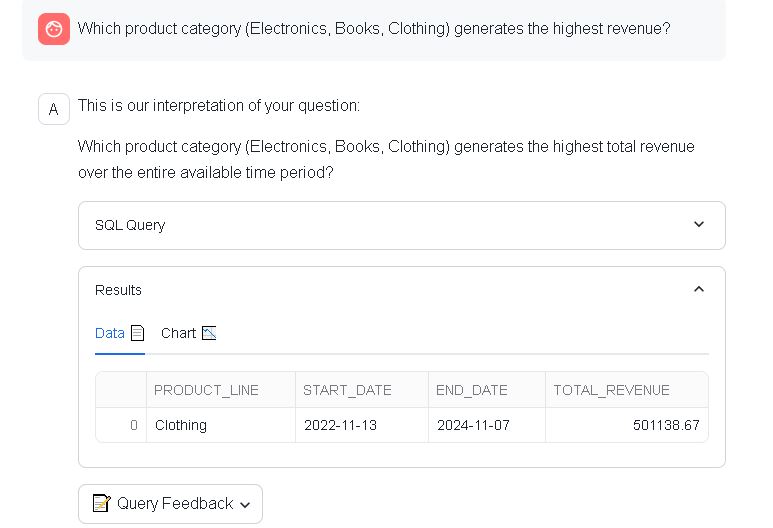 Which product category (Electronics, Books, Clothing) generates the highest revenue?
A
This is our interpretation of your question:
Which product category (Electronics, Books, Clothing) generates the highest total revenue
over the entire available time period?
SQL Query
Results
Data Chart
PRODUCT_LINE START_DATE END_DATE TOTAL_REVENUE
0 Clothing 2022-11-13 2024-11-07 501138.67
Query Feedback